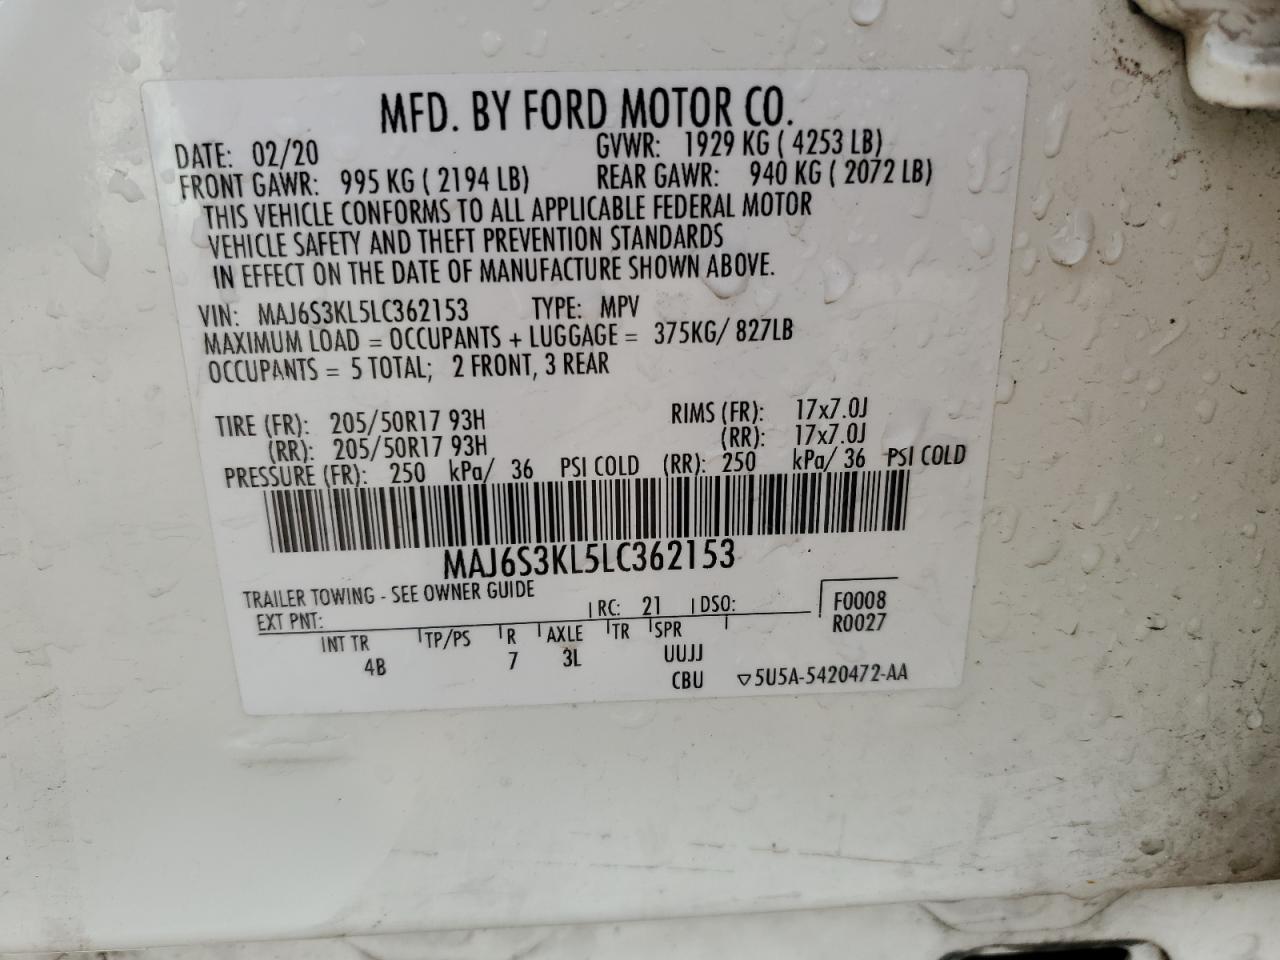 MFD. BY FORD MOTOR CO.
DATE: 02/20 GVWR: 1929 KG ( 4253 LB)
FRONT GAWR: 995 KG ( 2194 LB) REAR GAWR: 940 KG ( 2072 LB)
THIS VEHICLE CONFORMS TO ALL APPLICABLE FEDERAL MOTOR
VEHICLE SAFETY AND THEFT PREVENTION STANDARDS
IN EFFECT ON THE DATE OF MANUFACTURE SHOWN ABOVE.
VIN: MAJ6S3KL5LC362153 TYPE: MPV
MAXIMUM LOAD = OCCUPANTS + LUGGAGE = 375KG/ 827LB
OCCUPANTS = 5 TOTAL; 2 FRONT, 3 REAR
TIRE (FR): 205/50R17 93H RIMS (FR): 17x7.0J
(RR): 205/50R17 93H (RR): 17x7.0J
PRESSURE (FR): 250 kPa/ 36 PSI COLD (RR): 250 kPa/ 36 PSI COLD
MAJ6S3KL5LC362153
TRAILER TOWING - SEE OWNER GUIDE
EXT PNT: RC: 21 DSO: F0008
R0027
INT TR TP/PS R AXLE TR SPR
4B 7 3L UUJJ
CBU ▽5U5A-5420472-AA